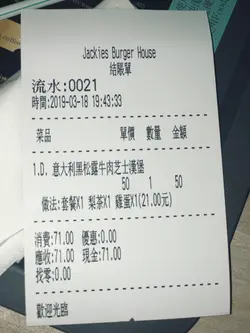 Jackies Burger House
結賬單
流水:0021
時間:2019-03-18 19:43:33
菜品 單價 數量 金額
1.D. 意大利黑松露牛肉芝士漢堡
50 1 50
做法:套餐X1 梨茶X1 雞蛋X1(21.00元)
消費:71.00 優惠:0.00
應收:71.00 現金:71.00
找零:0.00
歡迎光臨